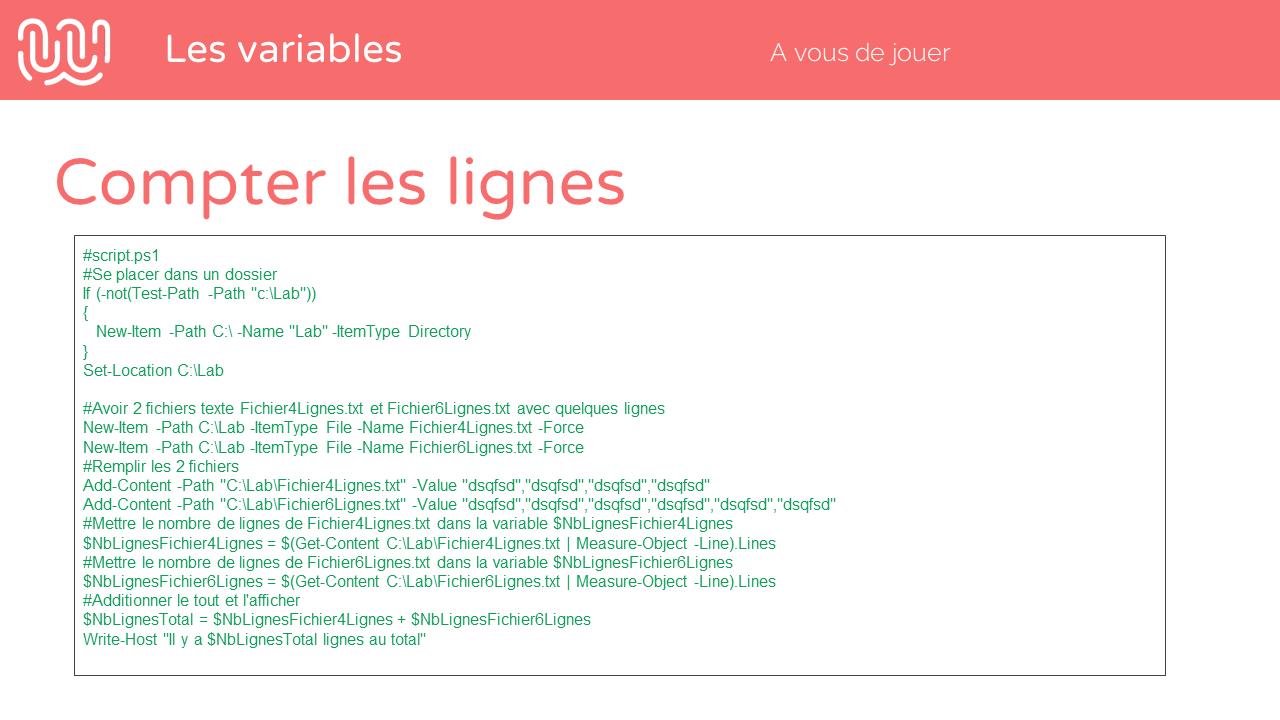 Les variables
A vous de jouer
Compter les lignes
#script.ps1
#Se placer dans un dossier
If (-not(Test-Path -Path "c:\Lab"))
{
New-Item -Path C:\ -Name "Lab" -ItemType Directory
}
Set-Location C:\Lab
#Avoir 2 fichiers texte Fichier4Lignes.txt et Fichier6Lignes.txt avec quelques lignes
New-Item -Path C:\Lab -ItemType File -Name Fichier4Lignes.txt -Force
New-Item -Path C:\Lab -ItemType File -Name Fichier6Lignes.txt -Force
#Remplir les 2 fichiers
Add-Content -Path "C:\Lab\Fichier4Lignes.txt" -Value "dsqfsd","dsqfsd","dsqfsd","dsqfsd"
Add-Content -Path "C:\Lab\Fichier6Lignes.txt" -Value "dsqfsd","dsqfsd","dsqfsd","dsqfsd","dsqfsd","dsqfsd"
#Mettre le nombre de lignes de Fichier4Lignes.txt dans la variable $NbLignesFichier4Lignes
$NbLignesFichier4Lignes = $(Get-Content C:\Lab\Fichier4Lignes.txt | Measure-Object -Line).Lines
#Mettre le nombre de lignes de Fichier6Lignes.txt dans la variable $NbLignesFichier6Lignes
$NbLignesFichier6Lignes = $(Get-Content C:\Lab\Fichier6Lignes.txt | Measure-Object -Line).Lines
#Additionner le tout et l'afficher
$NbLignesTotal = $NbLignesFichier4Lignes + $NbLignesFichier6Lignes
Write-Host "Il y a $NbLignesTotal lignes au total"